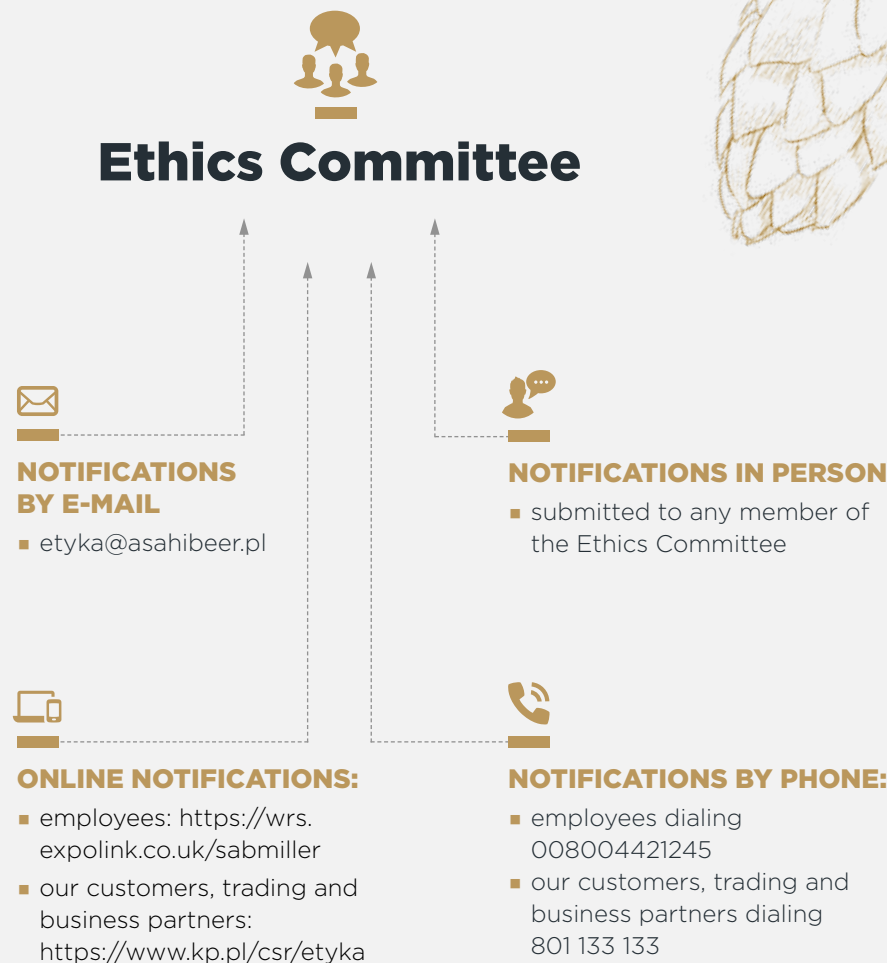 Ethics Committee
NOTIFICATIONS
BY E-MAIL
▪ etyka@asahibeer.pl
NOTIFICATIONS IN PERSON
▪ submitted to any member of
the Ethics Committee
ONLINE NOTIFICATIONS:
▪ employees: https://wrs.
expolink.co.uk/sabmiller
▪ our customers, trading and
business partners:
https://www.kp.pl/csr/etyka
NOTIFICATIONS BY PHONE:
▪ employees dialing
008004421245
▪ our customers, trading and
business partners dialing
801 133 133